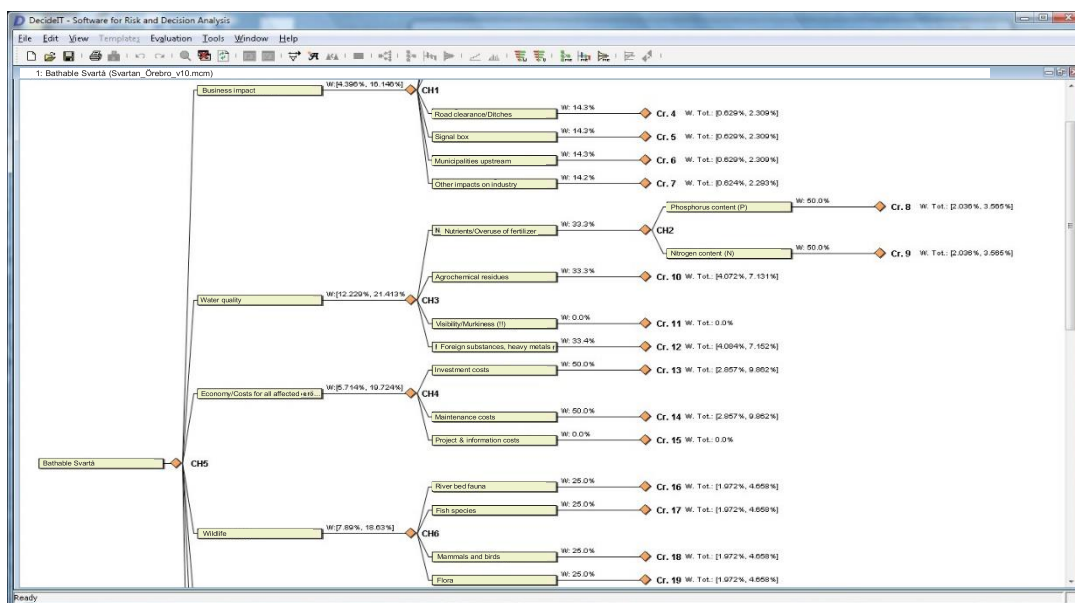 DecideIT - Software for Risk and Decision Analysis
File Edit View Templates Evaluation Tools Window Help
1: Bathable Svartå (Svartan_Örebro_v10.mcm)
Business impact W:[4.396%, 16.146%] CH1
Road clearance/Ditches W: 14.3% Cr. 4 W. Tot.: [0.629%, 2.309%]
Signal box W: 14.3% Cr. 5 W. Tot.: [0.629%, 2.309%]
Municipalities upstream W: 14.3% Cr. 6 W. Tot.: [0.629%, 2.309%]
Other impacts on industry W: 14.2% Cr. 7 W. Tot.: [0.624%, 2.293%]
Phosphorus content (P) W: 50.0% Cr. 8 W. Tot.: [2.036%, 3.565%]
Nutrients/Overuse of fertilizer W: 33.3% CH2
Nitrogen content (N) W: 50.0% Cr. 9 W. Tot.: [2.036%, 3.565%]
Agrochemical residues W: 33.3% Cr. 10 W. Tot.: [4.072%, 7.131%]
Water quality W:[12.229%, 21.413% CH3
Visibility/Murkiness (!!) W: 0.0% Cr. 11 W. Tot.: 0.0%
Foreign substances, heavy metals W: 33.4% Cr. 12 W. Tot.: [4.084%, 7.152%]
Investment costs W: 50.0% Cr. 13 W. Tot.: [2.857%, 9.862%]
Economy/Costs for all affected W:[5.714%, 19.724%] CH4
Maintenance costs W: 50.0% Cr. 14 W. Tot.: [2.857%, 9.862%]
Project & information costs W: 0.0% Cr. 15 W. Tot.: 0.0%
Bathable Svartå CH5
River bed fauna W: 25.0% Cr. 16 W. Tot.: [1.972%, 4.658%]
Fish species W: 25.0% Cr. 17 W. Tot.: [1.972%, 4.658%]
Wildlife W:[7.89%, 18.63%] CH6
Mammals and birds W: 25.0% Cr. 18 W. Tot.: [1.972%, 4.658%]
Flora W: 25.0% Cr. 19 W. Tot.: [1.972%, 4.658%]
Ready